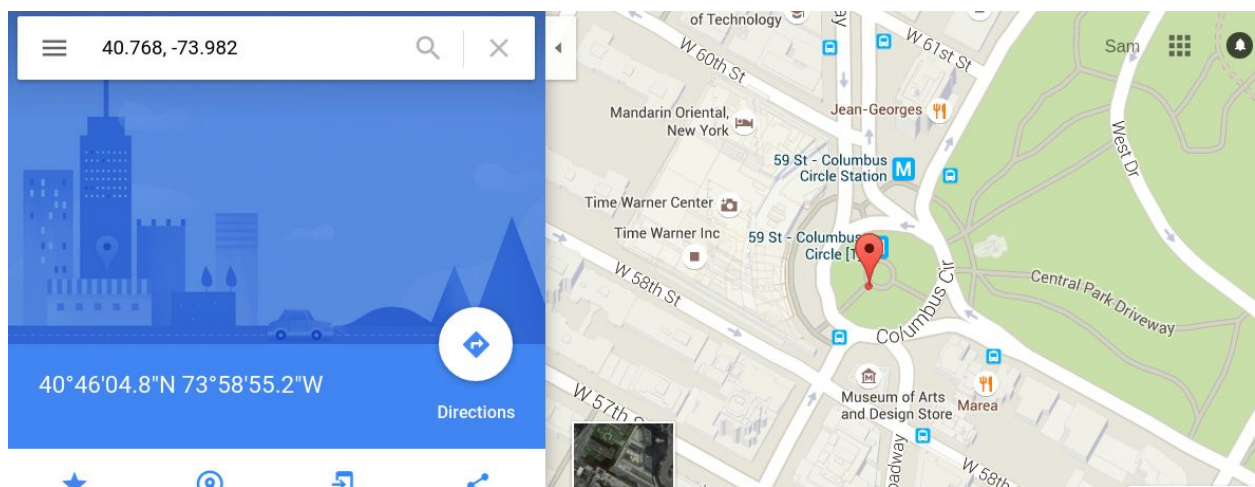 40.768, -73.982
40°46'04.8"N 73°58'55.2"W
Directions
of Technology
W 60th St
W 61st St
Sam
Mandarin Oriental,
New York
Jean-Georges
59 St - Columbus
Circle Station
M
West Dr
Time Warner Center
Time Warner Inc
59 St - Columbus
W 58th St
Columbus Cir
Central Park Driveway
Museum of Arts
and Design Store
Marea
W 57th
W 58th